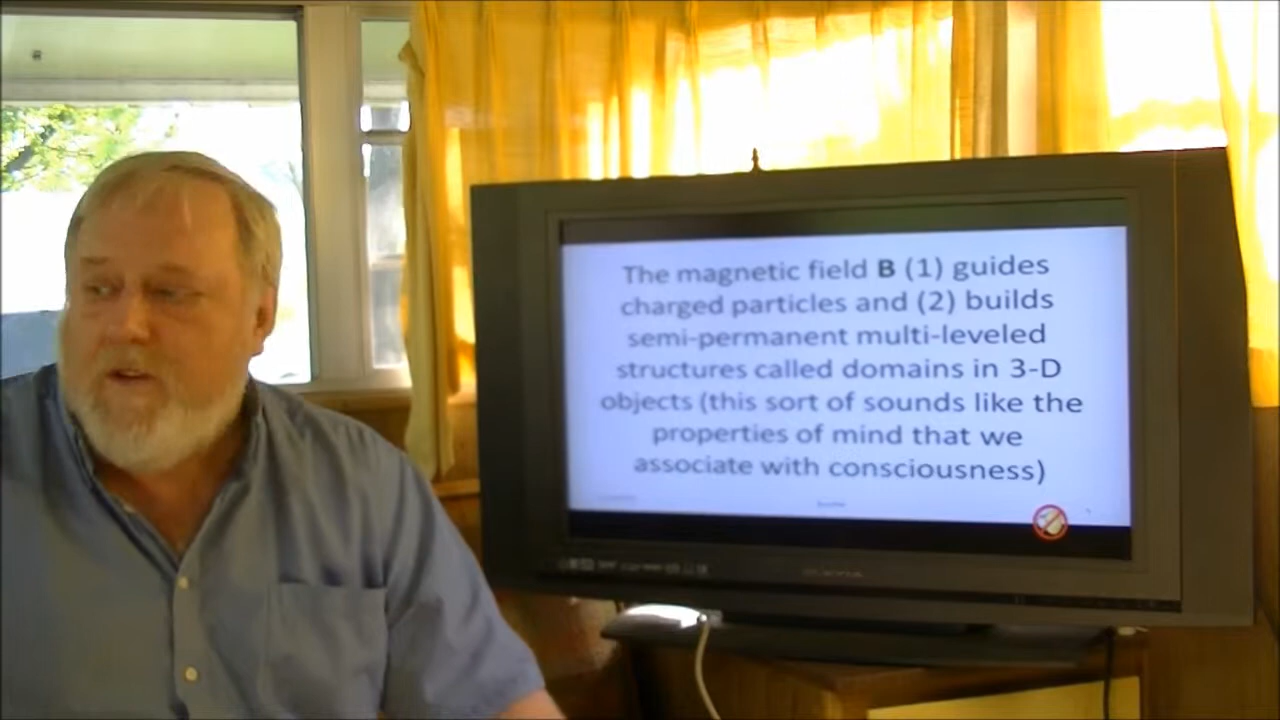 The magnetic field B (1) guides
charged particles and (2) builds
semi-permanent multi-leveled
structures called domains in 3-D
objects (this sort of sounds like the
properties of mind that we
associate with consciousness)